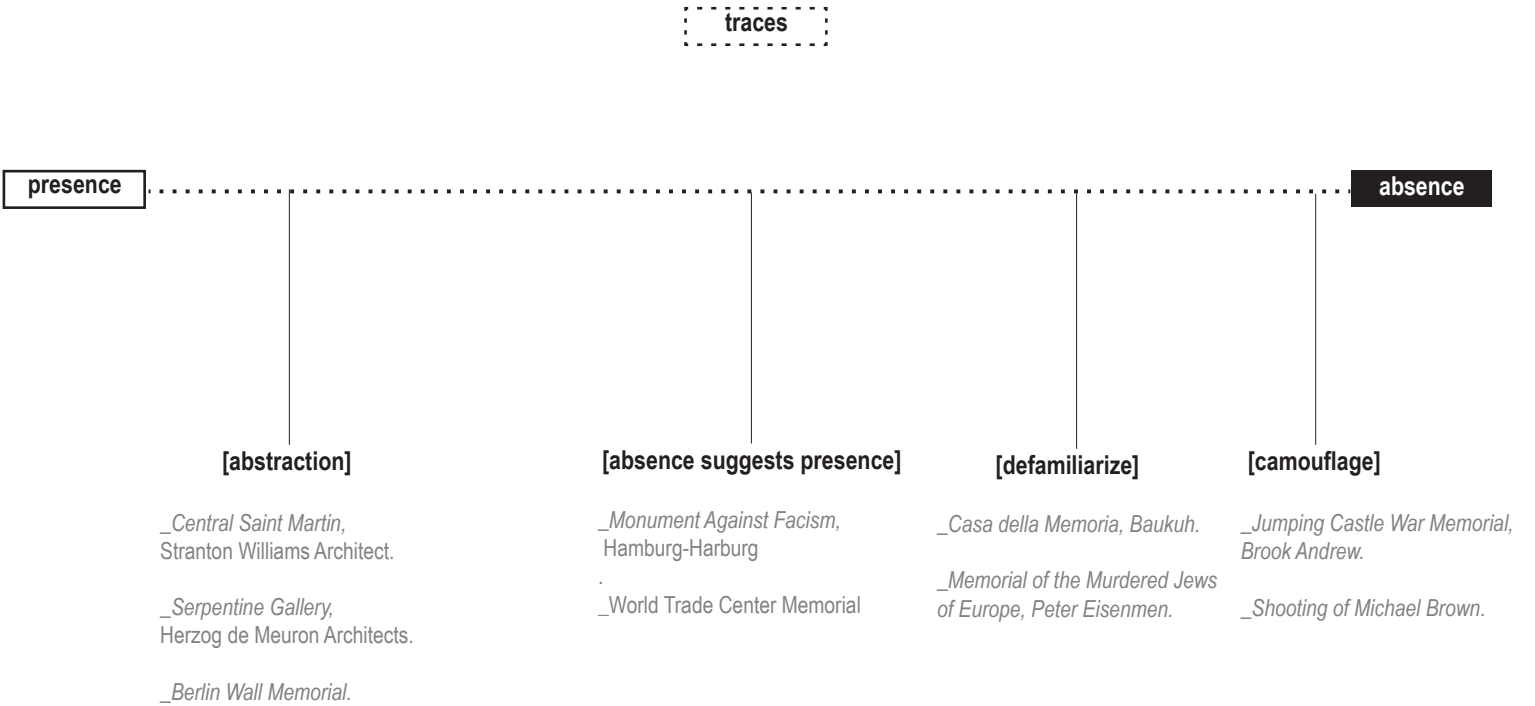 traces
presence
absence
[abstraction]
_Central Saint Martin,
Stranton Williams Architect.
_Serpentine Gallery,
Herzog de Meuron Architects.
_Berlin Wall Memorial.
[absence suggests presence]
_Monument Against Facism,
Hamburg-Harburg
.
_World Trade Center Memorial
[defamiliarize]
_Casa della Memoria, Baukuh.
_Memorial of the Murdered Jews
of Europe, Peter Eisenmen.
[camouflage]
_Jumping Castle War Memorial,
Brook Andrew.
_Shooting of Michael Brown.